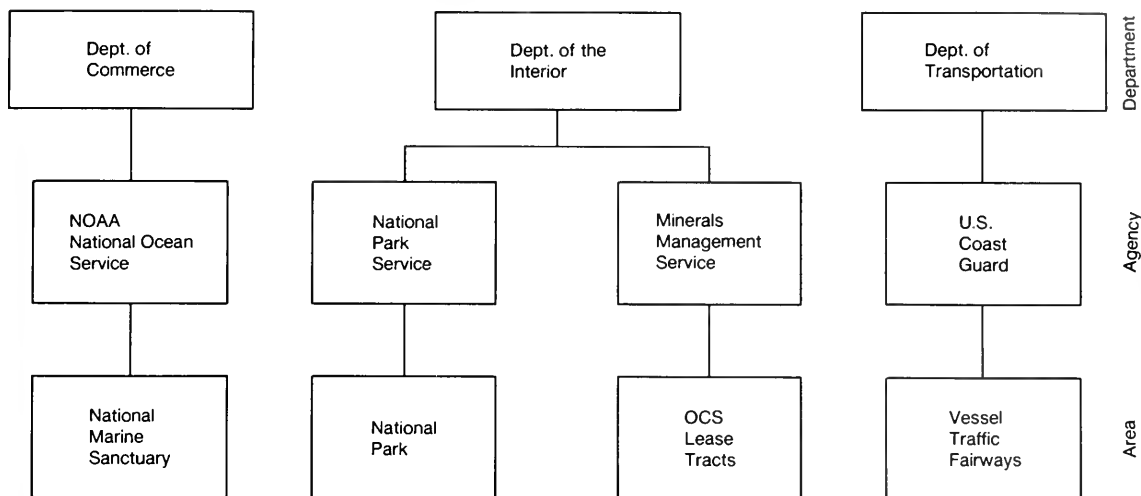 Dept. of
Commerce
Dept. of the
Interior
Dept. of
Transportation
Department
NOAA
National Ocean
Service
National
Park
Service
Minerals
Management
Service
U.S.
Coast
Guard
Agency
National
Marine
Sanctuary
National
Park
OCS
Lease
Tracts
Vessel
Traffic
Fairways
Area